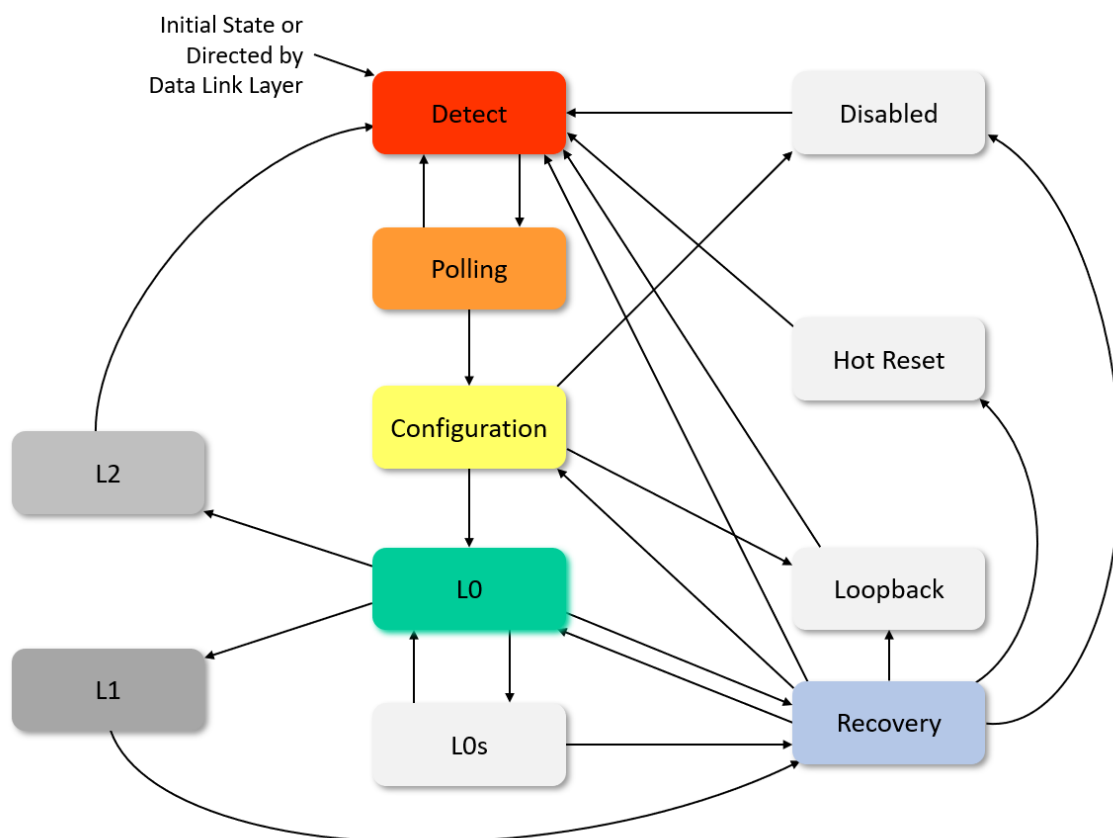 Initial State or
Directed by
Data Link Layer
Detect
Disabled
Polling
Hot Reset
Configuration
L2
L0
Loopback
L1
L0s
Recovery